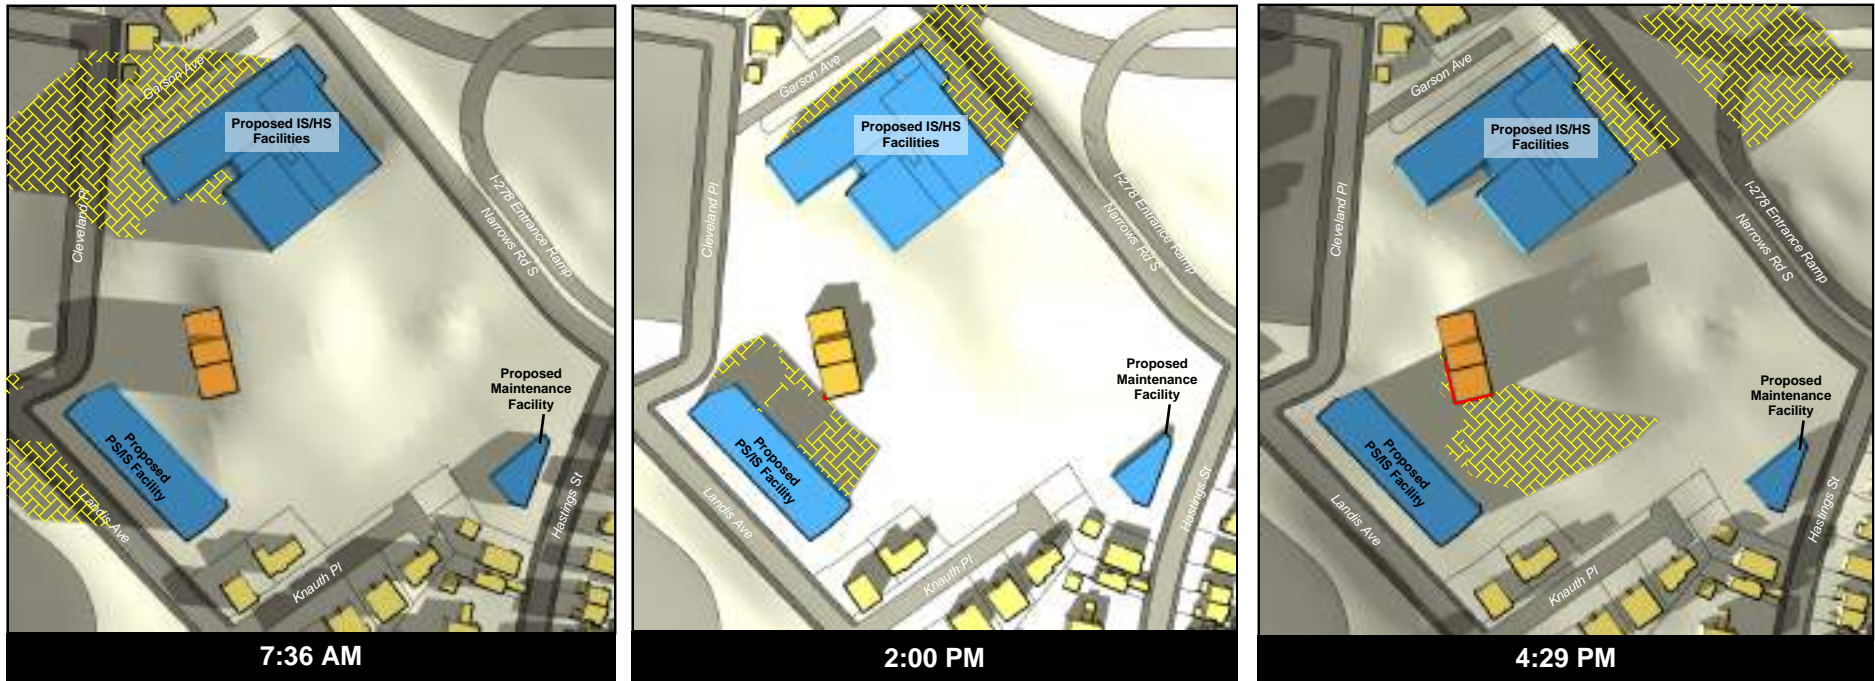 Garson Ave
Proposed IS/HS
Facilities
Cleveland Pl
I-278 Entrance Ramp
Narrows Rd S
Proposed
Maintenance
Facility
Proposed
PS/IS Facility
Landis Ave
Knauth Pl
Hastings St
7:36 AM
Garson Ave
Proposed IS/HS
Facilities
Cleveland Pl
I-278 Entrance Ramp
Narrows Rd S
Proposed
Maintenance
Facility
Proposed
PS/IS Facility
Landis Ave
Knauth Pl
Hastings St
2:00 PM
Garson Ave
Proposed IS/HS
Facilities
Cleveland Pl
I-278 Entrance Ramp
Narrows Rd S
Proposed
Maintenance
Facility
Proposed
PS/IS Facility
Landis Ave
Knauth Pl
Hastings St
4:29 PM